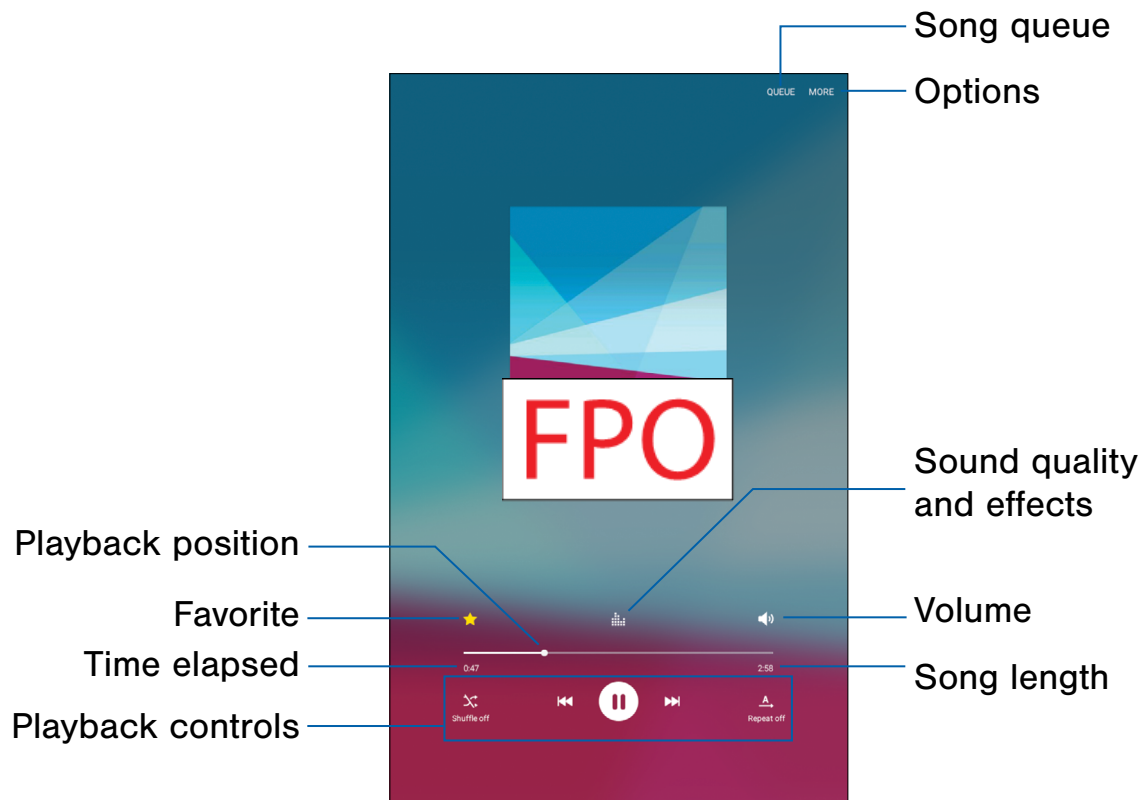 Song queue
QUEUE MORE
Options
FPO
Sound quality
and effects
Playback position
Favorite
Volume
Time elapsed
0:47
2:58
Song length
Playback controls
Shuffle off
A
Repeat off